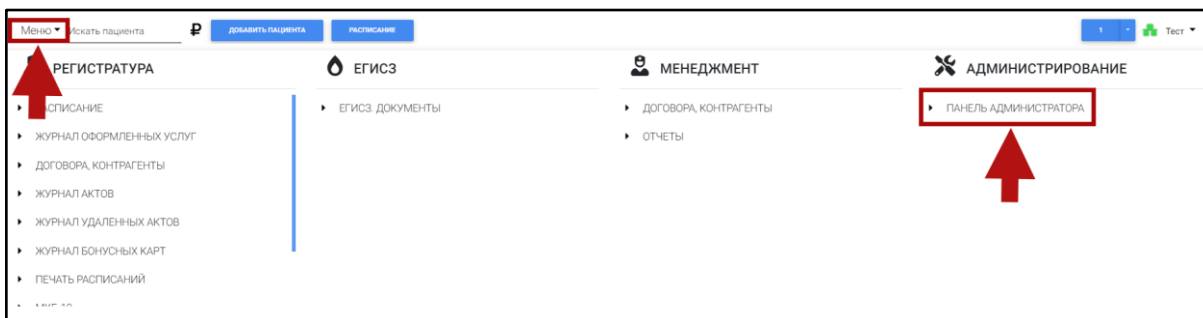 Меню Искать пациента ₽ ДОБАВИТЬ ПАЦИЕНТА РАСПИСАНИЕ 1 Тест
РЕГИСТРАТУРА
РАСПИСАНИЕ
ЖУРНАЛ ОФОРМЛЕННЫХ УСЛУГ
ДОГОВОРА, КОНТРАГЕНТЫ
ЖУРНАЛ АКТОВ
ЖУРНАЛ УДАЛЕННЫХ АКТОВ
ЖУРНАЛ БОНУСНЫХ КАРТ
ПЕЧАТЬ РАСПИСАНИЙ
ЕГИСЗ
ЕГИСЗ. ДОКУМЕНТЫ
МЕНЕДЖМЕНТ
ДОГОВОРА, КОНТРАГЕНТЫ
ОТЧЕТЫ
АДМИНИСТРИРОВАНИЕ
ПАНЕЛЬ АДМИНИСТРАТОРА